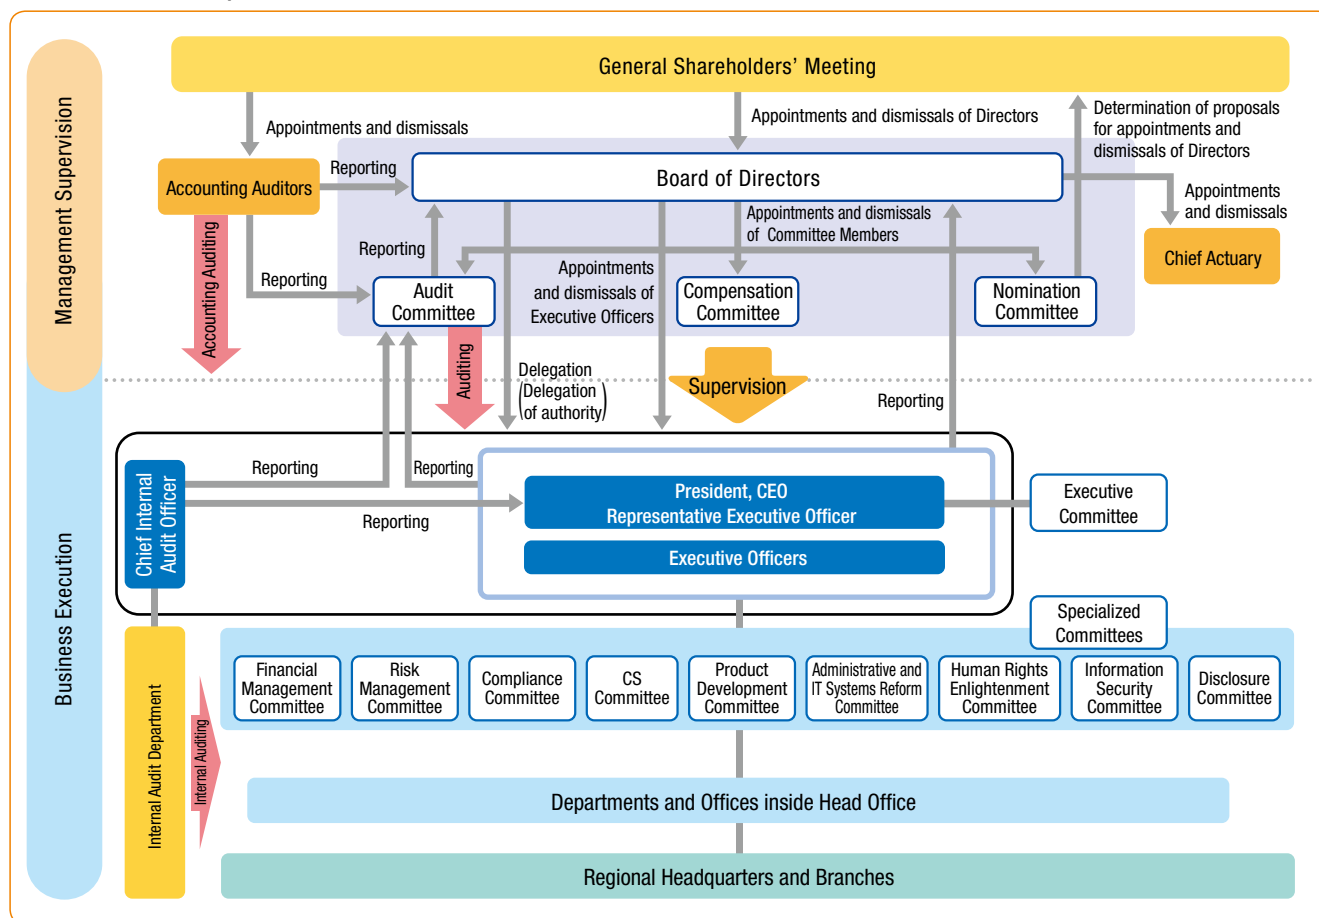 Management Supervision
Business Execution
General Shareholders’ Meeting
Appointments and dismissals
Appointments and dismissals of Directors
Determination of proposals
for appointments and
dismissals of Directors
Accounting Auditors
Reporting
Board of Directors
Appointments
and dismissals
Chief Actuary
Accounting Auditing
Reporting
Reporting
Appointments and dismissals
of Committee Members
Appointments
and dismissals of
Executive Officers
Audit
Committee
Compensation
Committee
Nomination
Committee
Auditing
Delegation
(Delegation
of authority)
Supervision
Reporting
Chief Internal
Audit Officer
Reporting
Reporting
Reporting
President, CEO
Representative Executive Officer
Executive Officers
Executive
Committee
Specialized
Committees
Internal Audit Department
Internal Auditing
Financial
Management
Committee
Risk
Management
Committee
Compliance
Committee
CS
Committee
Product
Development
Committee
Administrative and
IT Systems Reform
Committee
Human Rights
Enlightenment
Committee
Information
Security
Committee
Disclosure
Committee
Departments and Offices inside Head Office
Regional Headquarters and Branches